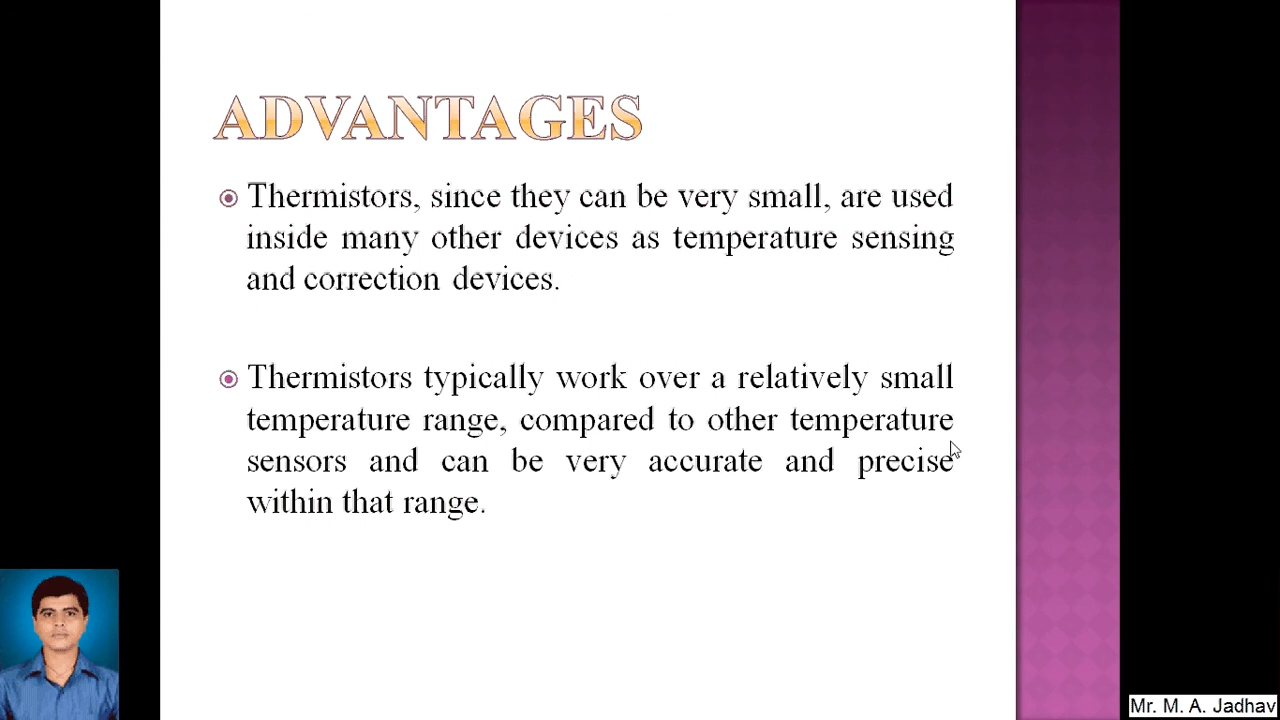 ADVANTAGES
Thermistors, since they can be very small, are used
inside many other devices as temperature sensing
and correction devices.
Thermistors typically work over a relatively small
temperature range, compared to other temperature
sensors and can be very accurate and precise
within that range.
Mr. M. A. Jadhav